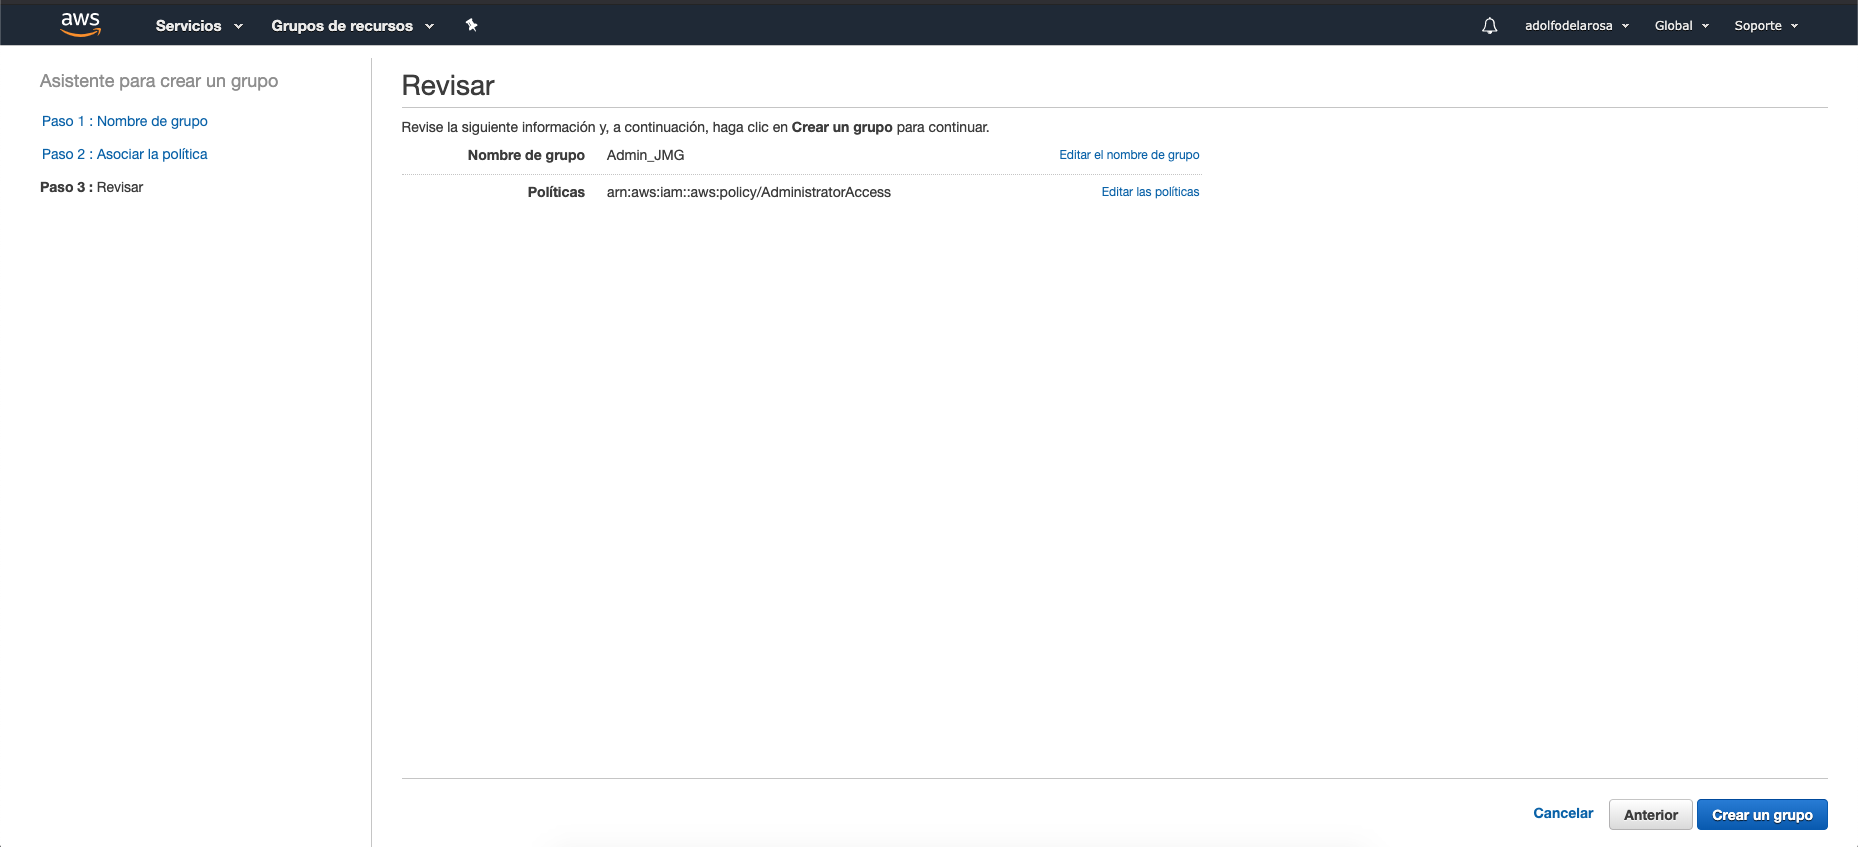 aws Servicios Grupos de recursos adolfodelarosa Global Soporte
Asistente para crear un grupo
Paso 1 : Nombre de grupo
Paso 2 : Asociar la política
Paso 3 : Revisar
Revisar
Revise la siguiente información y, a continuación, haga clic en Crear un grupo para continuar.
Nombre de grupo Admin_JMG Editar el nombre de grupo
Políticas arn:aws:iam::aws:policy/AdministratorAccess Editar las políticas
Cancelar Anterior Crear un grupo